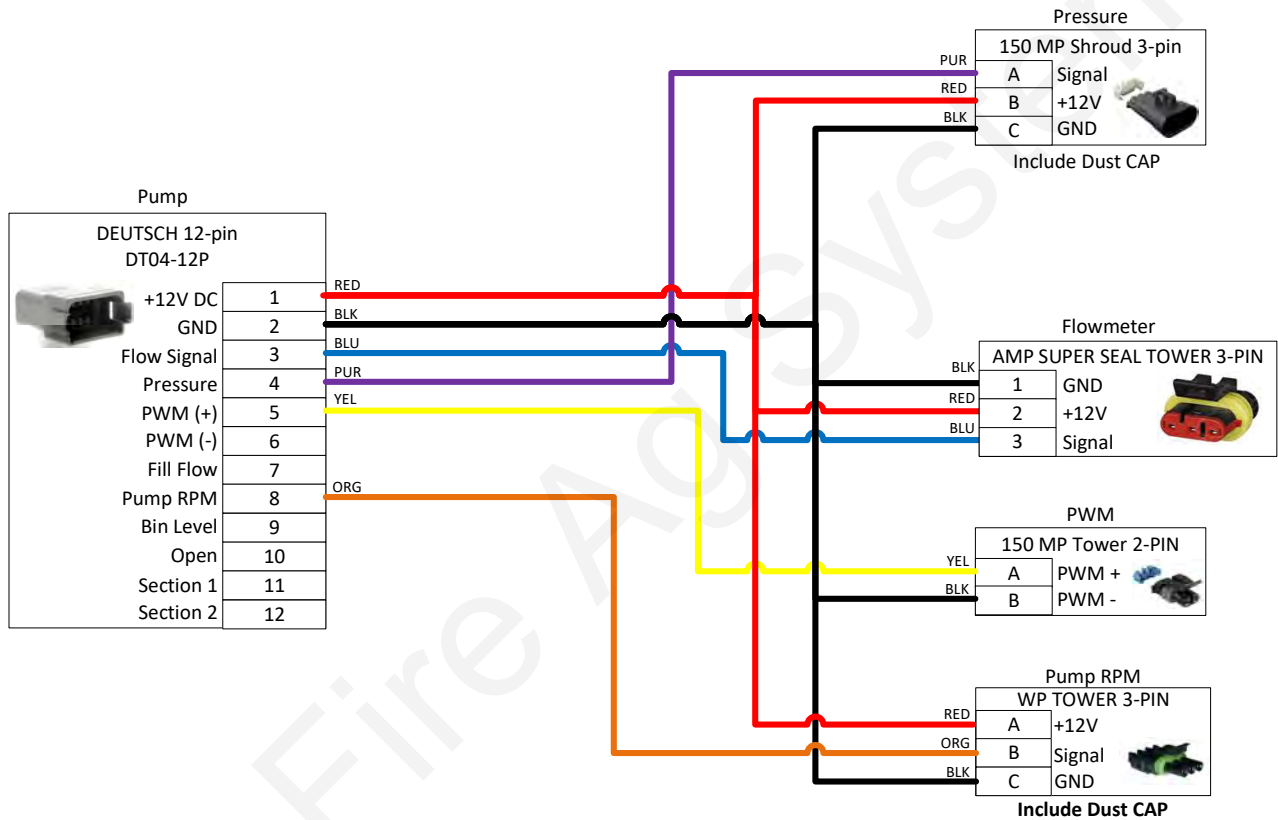 Pressure
150 MP Shroud 3-pin
PUR A Signal
RED B +12V
BLK C GND
Include Dust CAP
Pump
DEUTSCH 12-pin
DT04-12P
+12V DC 1 RED
GND 2 BLK
Flow Signal 3 BLU
Pressure 4 PUR
PWM (+) 5 YEL
PWM (-) 6
Fill Flow 7
Pump RPM 8 ORG
Bin Level 9
Open 10
Section 1 11
Section 2 12
Flowmeter
AMP SUPER SEAL TOWER 3-PIN
BLK 1 GND
RED 2 +12V
BLU 3 Signal
PWM
150 MP Tower 2-PIN
YEL A PWM +
BLK B PWM -
Pump RPM
WP TOWER 3-PIN
RED A +12V
ORG B Signal
BLK C GND
Include Dust CAP
Fire Ag System